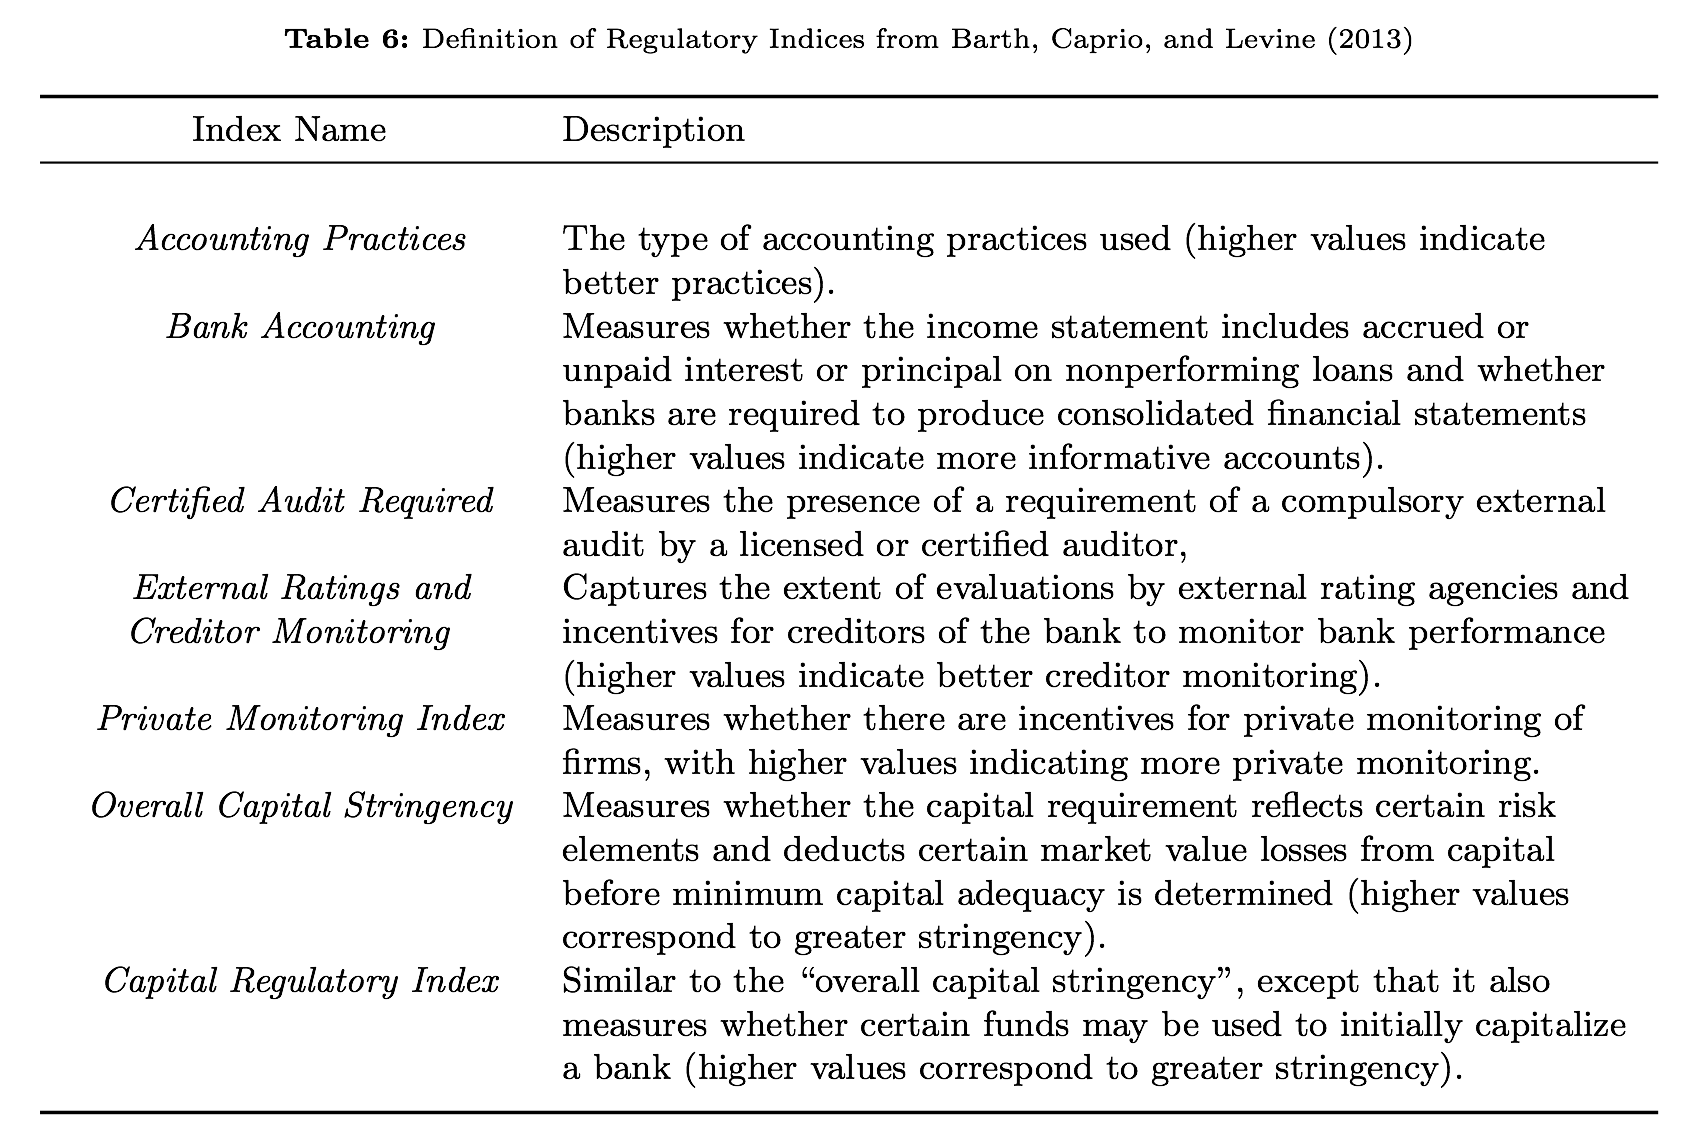 Table 6: Definition of Regulatory Indices from Barth, Caprio, and Levine (2013)
Index Name Description
Accounting Practices The type of accounting practices used (higher values indicate
better practices).
Bank Accounting Measures whether the income statement includes accrued or
unpaid interest or principal on nonperforming loans and whether
banks are required to produce consolidated financial statements
(higher values indicate more informative accounts).
Certified Audit Required Measures the presence of a requirement of a compulsory external
audit by a licensed or certified auditor,
External Ratings and Captures the extent of evaluations by external rating agencies and
Creditor Monitoring incentives for creditors of the bank to monitor bank performance
(higher values indicate better creditor monitoring).
Private Monitoring Index Measures whether there are incentives for private monitoring of
firms, with higher values indicating more private monitoring.
Overall Capital Stringency Measures whether the capital requirement reflects certain risk
elements and deducts certain market value losses from capital
before minimum capital adequacy is determined (higher values
correspond to greater stringency).
Capital Regulatory Index Similar to the “overall capital stringency”, except that it also
measures whether certain funds may be used to initially capitalize
a bank (higher values correspond to greater stringency).